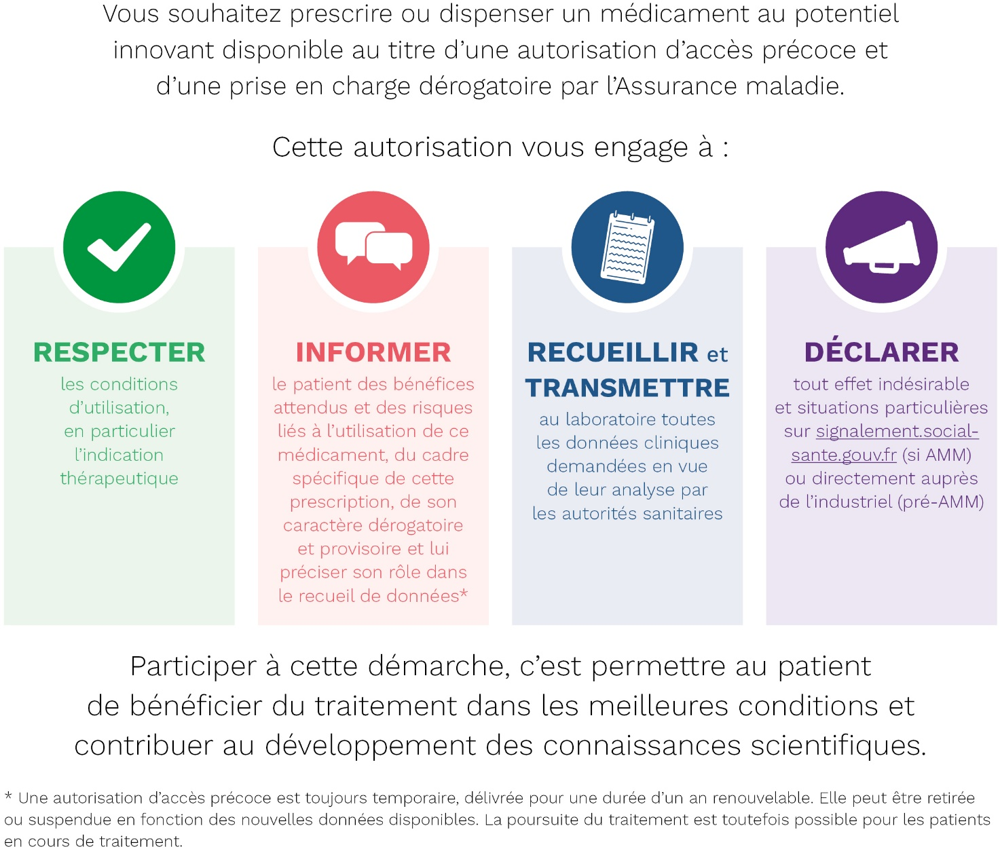 Vous souhaitez prescrire ou dispenser un médicament au potentiel
innovant disponible au titre d’une autorisation d’accès précoce et
d’une prise en charge dérogatoire par l’Assurance maladie.
Cette autorisation vous engage à :
RESPECTER
les conditions
d’utilisation,
en particulier
l’indication
thérapeutique
INFORMER
le patient des bénéfices
attendus et des risques
liés à l’utilisation de ce
médicament, du cadre
spécifique de cette
prescription, de son
caractère dérogatoire
et provisoire et lui
préciser son rôle dans
le recueil de données*
RECUEILLIR et
TRANSMETTRE
au laboratoire toutes
les données cliniques
demandées en vue
de leur analyse par
les autorités sanitaires
DÉCLARER
tout effet indésirable
et situations particulières
sur signalement.social-
sante.gouv.fr (si AMM)
ou directement auprès
de l’industriel (pré-AMM)
Participer à cette démarche, c’est permettre au patient
de bénéficier du traitement dans les meilleures conditions et
contribuer au développement des connaissances scientifiques.
* Une autorisation d’accès précoce est toujours temporaire, délivrée pour une durée d’un an renouvelable. Elle peut être retirée
ou suspendue en fonction des nouvelles données disponibles. La poursuite du traitement est toutefois possible pour les patients
en cours de traitement.